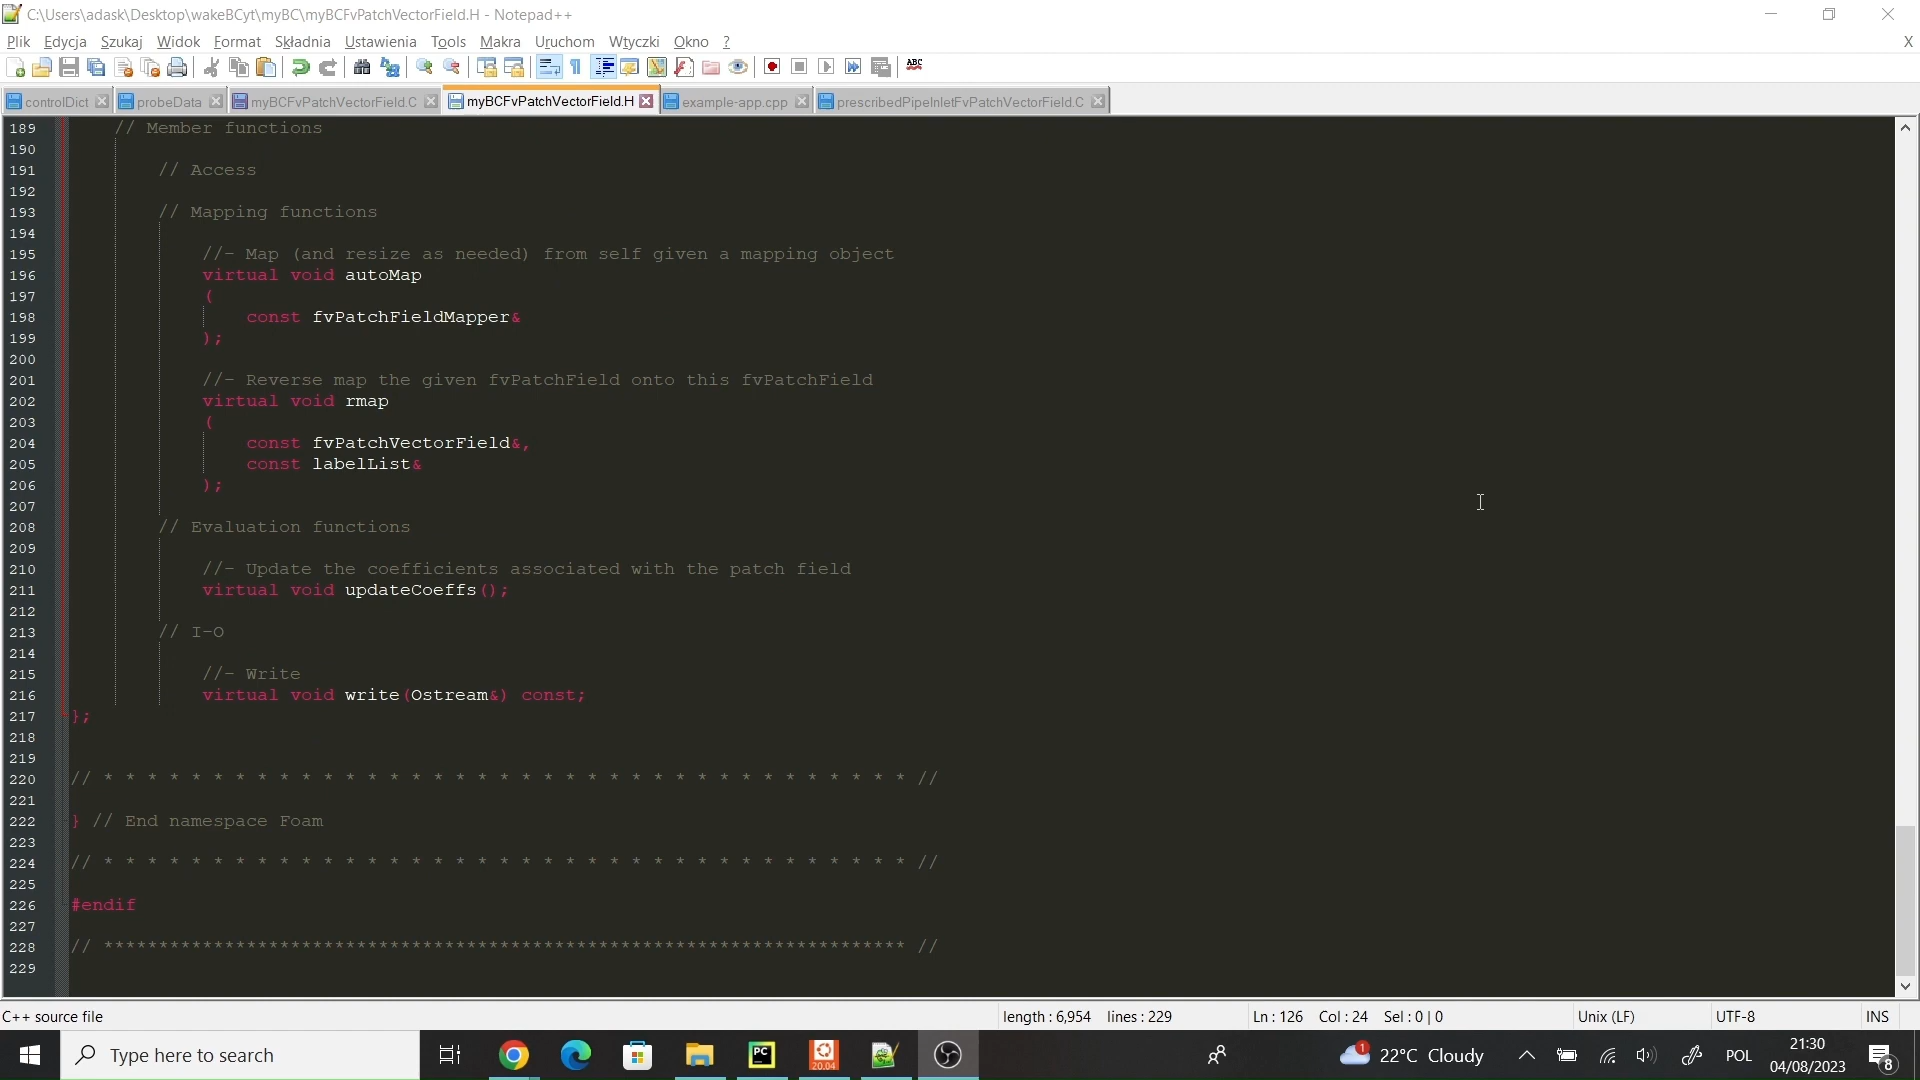 C:\Users\adask\Desktop\wakeBCyt\myBC\myBCFvPatchVectorField.H - Notepad++
Plik Edycja Szukaj Widok Format Składnia Ustawienia Tools Makra Uruchom Wtyczki Okno ? X
ABC
controlDict probeData myBCFvPatchVectorField.C myBCFvPatchVectorField.H example-app.cpp prescribedPipeInletFvPatchVectorField.C
189 // Member functions
190
191 // Access
192
193 // Mapping functions
194
195 //- Map (and resize as needed) from self given a mapping object
196 virtual void autoMap
197 (
198 const fvPatchFieldMapper&
199 );
200
201 //- Reverse map the given fvPatchField onto this fvPatchField
202 virtual void rmap
203 (
204 const fvPatchVectorField&,
205 const labelList&
206 );
207
208 // Evaluation functions
209
210 //- Update the coefficients associated with the patch field
211 virtual void updateCoeffs();
212
213 // I-O
214
215 //- Write
216 virtual void write(Ostream&) const;
217 };
218
219
220 // * * * * * * * * * * * * * * * * * * * * * * * * * * * * * * * * * * * * * //
221
222 } // End namespace Foam
223
224 // * * * * * * * * * * * * * * * * * * * * * * * * * * * * * * * * * * * * * //
225
226 #endif
227
228 // ************************************************************************* //
229
C++ source file length : 6,954 lines : 229 Ln : 126 Col : 24 Sel : 0 | 0 Unix (LF) UTF-8 INS
Type here to search PC 20.04 1 22°C Cloudy POL 21:30 8
04/08/2023